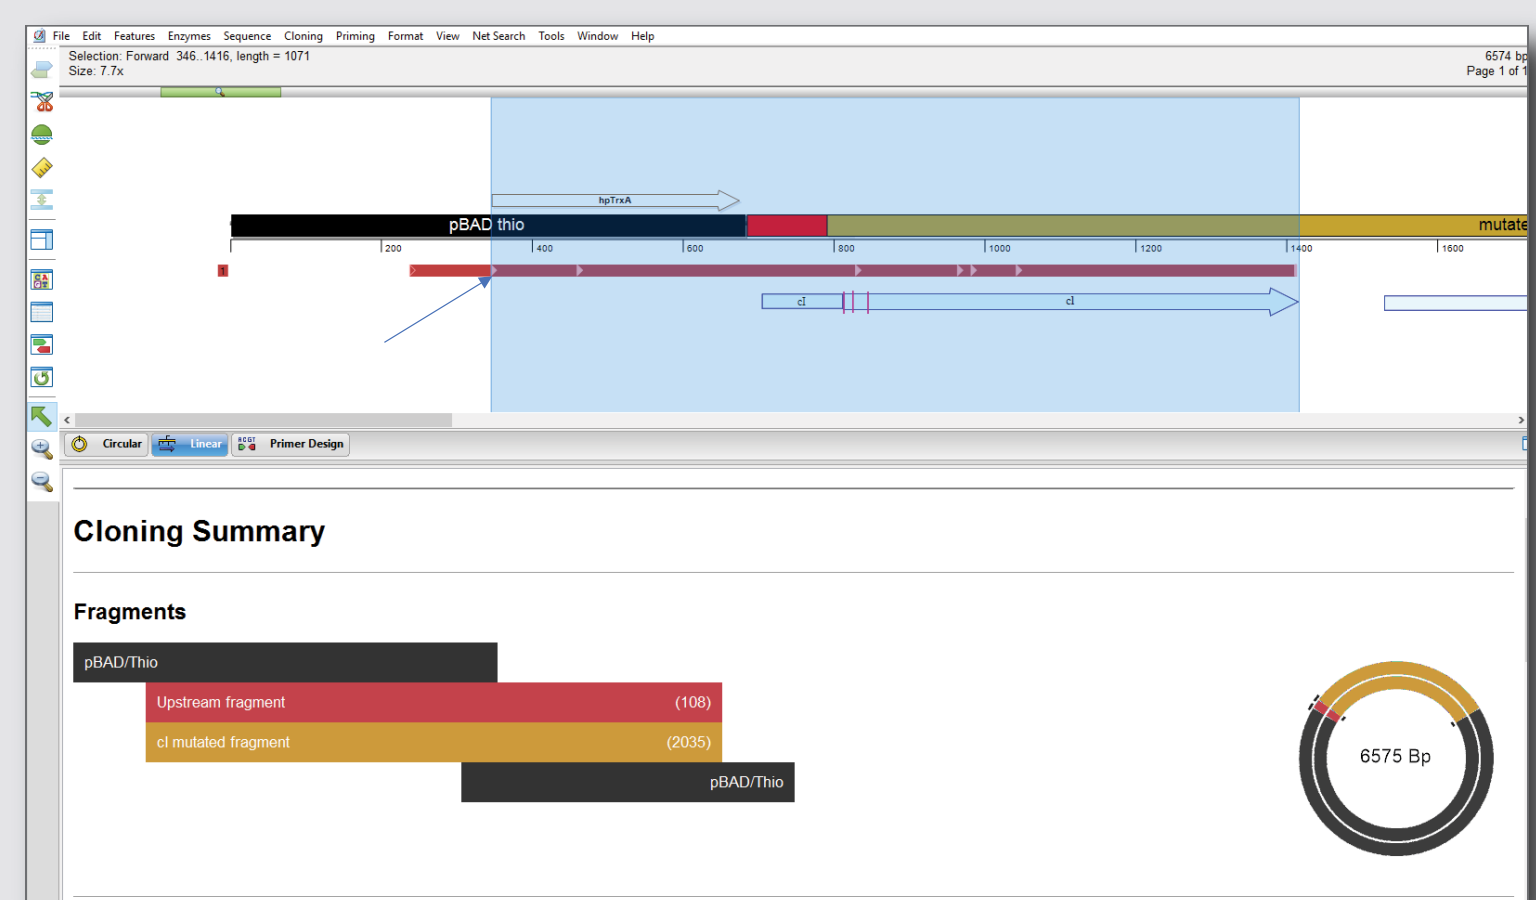 File Edit Features Enzymes Sequence Cloning Priming Format View Net Search Tools Window Help
Selection: Forward 346..1416, length = 1071
6574 bp
Size: 7.7x
Page 1 of 1
hpTrxA
pBAD thio
mutate
200 400 600 800 1000 1200 1400 1600
1
cI cI
Circular Linear ACGT Primer Design
Cloning Summary
Fragments
pBAD/Thio
Upstream fragment (108)
cI mutated fragment (2035)
pBAD/Thio
6575 Bp